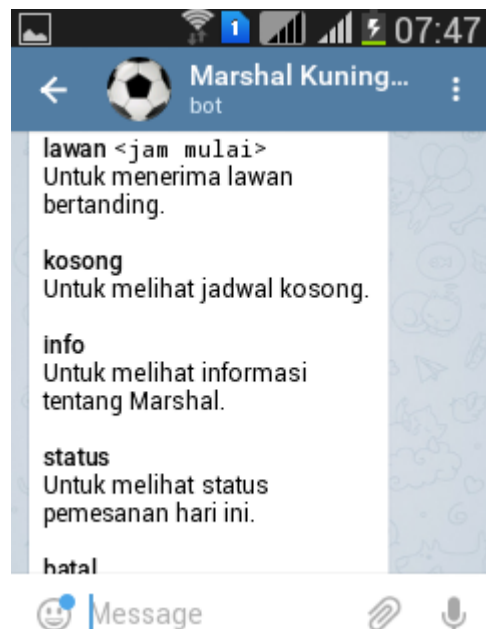 1
07:47
Marshal Kuning...
bot
lawan <jam mulai>
Untuk menerima lawan
bertanding.
kosong
Untuk melihat jadwal kosong.
info
Untuk melihat informasi
tentang Marshal.
status
Untuk melihat status
pemesanan hari ini.
batal
Message